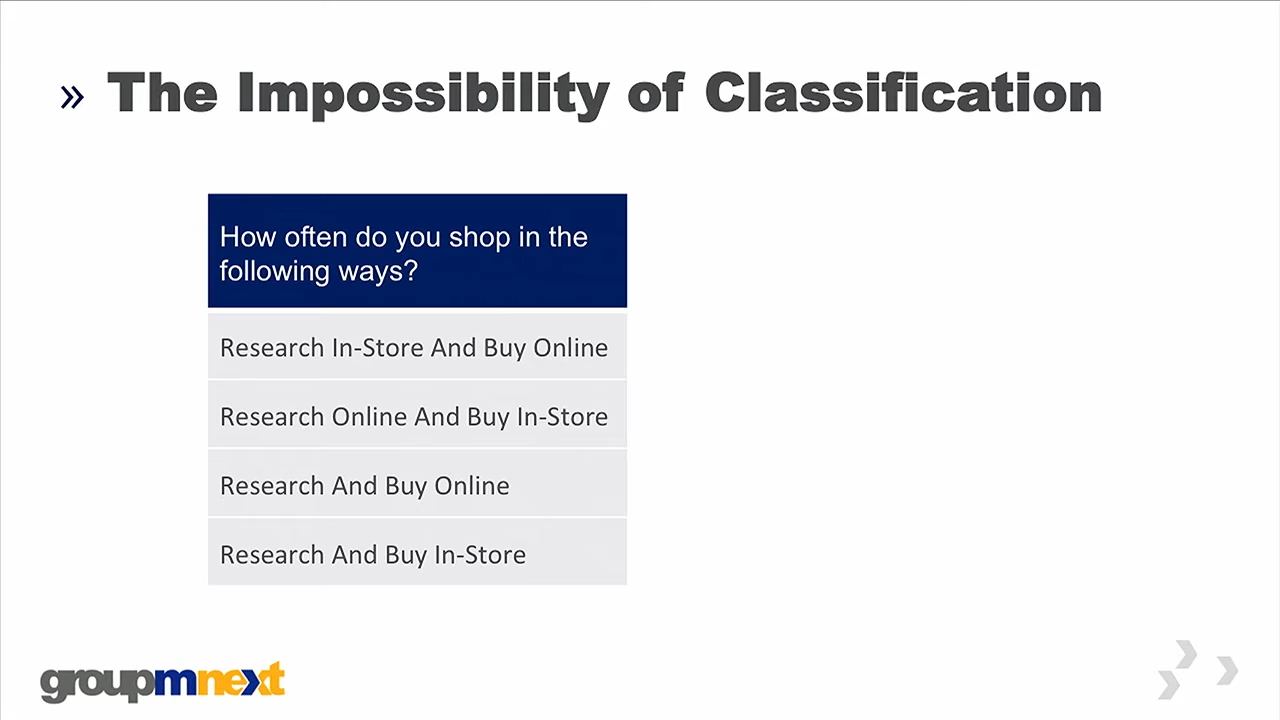 » The Impossibility of Classification
How often do you shop in the
following ways?
Research In-Store And Buy Online
Research Online And Buy In-Store
Research And Buy Online
Research And Buy In-Store
groupmnext